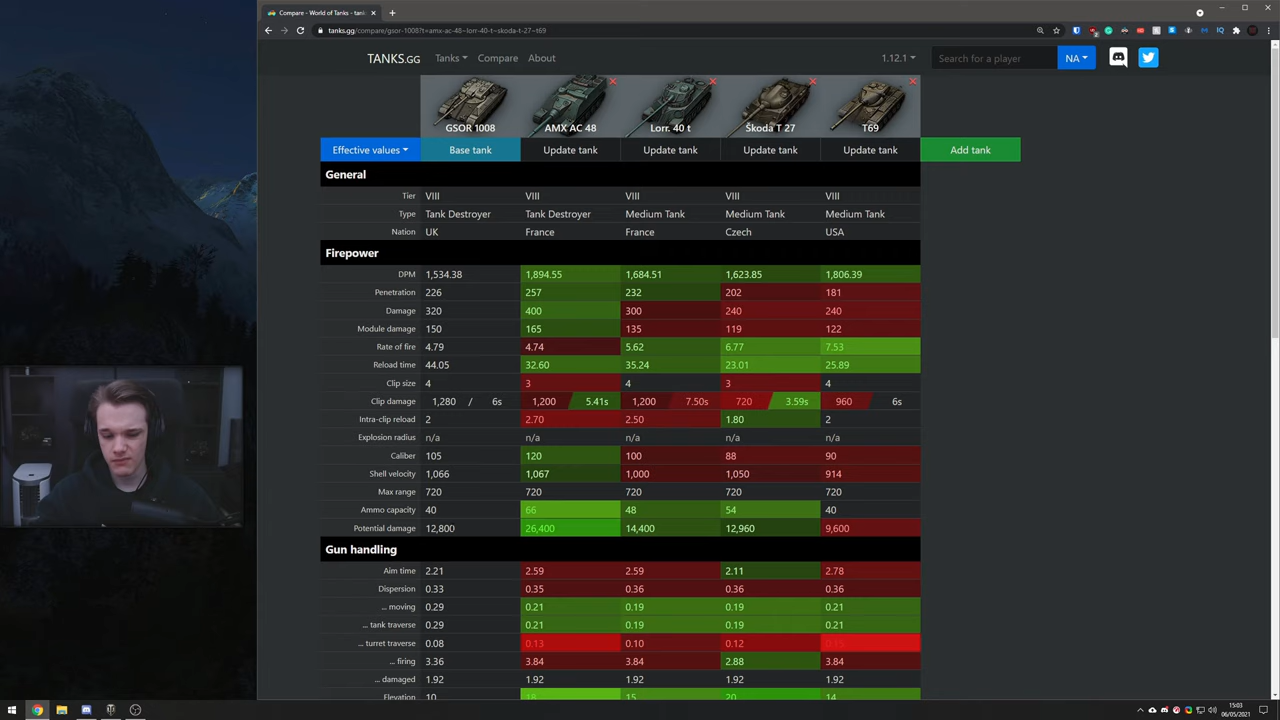 Compare - World of Tanks - tank
tanks.gg/compare/gsor-1008?t=amx-ac-48~lorr-40-t~skoda-t-27~t69
TANKS.GG Tanks Compare About 1.12.1 Search for a player NA
GSOR 1008 AMX AC 48 Lorr. 40 t Škoda T 27 T69
Effective values Base tank Update tank Update tank Update tank Update tank Add tank
General
Tier VIII VIII VIII VIII VIII
Type Tank Destroyer Tank Destroyer Medium Tank Medium Tank Medium Tank
Nation UK France France Czech USA
Firepower
DPM 1,534.38 1,894.55 1,684.51 1,623.85 1,806.39
Penetration 226 257 232 202 181
Damage 320 400 300 240 240
Module damage 150 165 135 119 122
Rate of fire 4.79 4.74 5.62 6.77 7.53
Reload time 44.05 32.60 35.24 23.01 25.89
Clip size 4 3 4 3 4
Clip damage 1,280 / 6s 1,200 5.41s 1,200 7.50s 720 3.59s 960 6s
Intra-clip reload 2 2.70 2.50 1.80 2
Explosion radius n/a n/a n/a n/a n/a
Caliber 105 120 100 88 90
Shell velocity 1,066 1,067 1,000 1,050 914
Max range 720 720 720 720 720
Ammo capacity 40 66 48 54 40
Potential damage 12,800 26,400 14,400 12,960 9,600
Gun handling
Aim time 2.21 2.59 2.59 2.11 2.78
Dispersion 0.33 0.35 0.36 0.36 0.36
... moving 0.29 0.21 0.19 0.19 0.21
... tank traverse 0.29 0.21 0.19 0.19 0.21
... turret traverse 0.08 0.13 0.10 0.12
... firing 3.36 3.84 3.84 2.88 3.84
... damaged 1.92 1.92 1.92 1.92 1.92
Elevation 10 18 15 20 14
15:03
06/05/2021